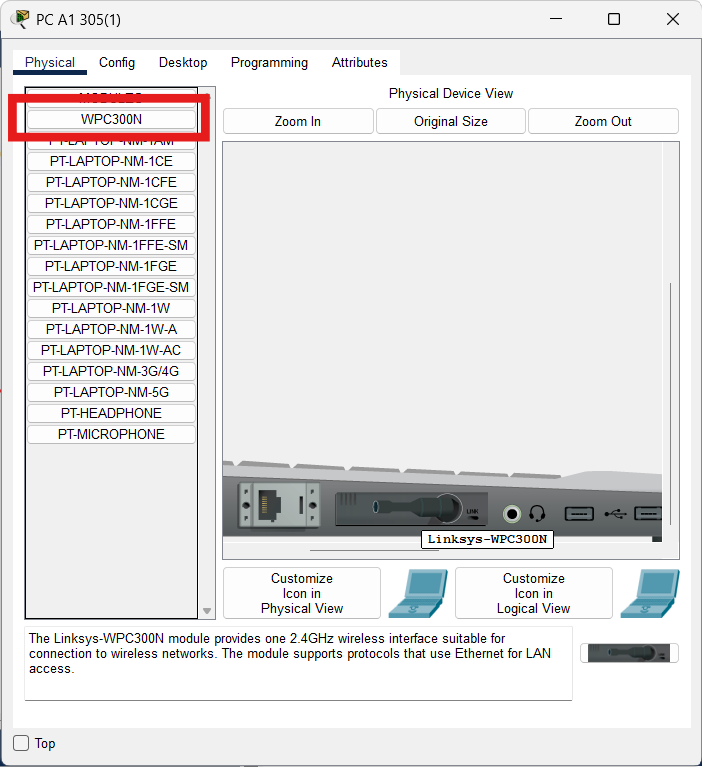 PC A1 305(1)
Physical
Config
Desktop
Programming
Attributes
MODULES
WPC300N
PT-LAPTOP-NM-1AM
PT-LAPTOP-NM-1CE
PT-LAPTOP-NM-1CFE
PT-LAPTOP-NM-1CGE
PT-LAPTOP-NM-1FFE
PT-LAPTOP-NM-1FFE-SM
PT-LAPTOP-NM-1FGE
PT-LAPTOP-NM-1FGE-SM
PT-LAPTOP-NM-1W
PT-LAPTOP-NM-1W-A
PT-LAPTOP-NM-1W-AC
PT-LAPTOP-NM-3G/4G
PT-LAPTOP-NM-5G
PT-HEADPHONE
PT-MICROPHONE
Physical Device View
Zoom In
Original Size
Zoom Out
LINK
Linksys-WPC300N
Customize
Icon in
Physical View
Customize
Icon in
Logical View
The Linksys-WPC300N module provides one 2.4GHz wireless interface suitable for
connection to wireless networks. The module supports protocols that use Ethernet for LAN
access.
Top